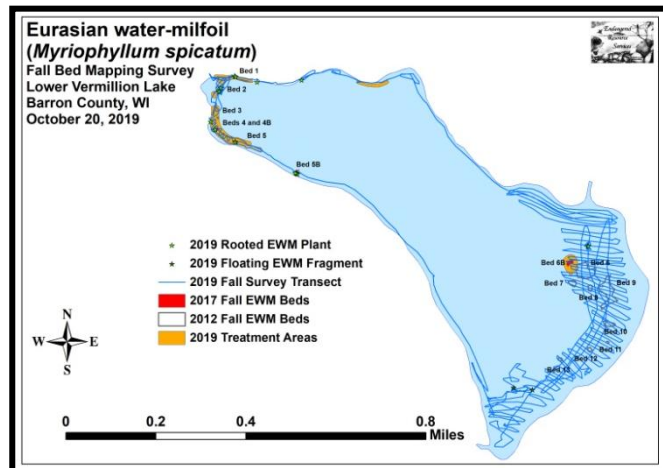 Eurasian water-milfoil
(Myriophyllum spicatum)
Fall Bed Mapping Survey
Lower Vermillion Lake
Barron County, WI
October 20, 2019
Endangered
Resource
Services
Bed 1
Bed 2
Bed 3
Beds 4 and 4B
Bed 5
Bed 5B
Bed 6B
Bed 6
Bed 7
Bed 9
Bed 8
Bed 10
Bed 11
Bed 12
Bed 13
2019 Rooted EWM Plant
2019 Floating EWM Fragment
2019 Fall Survey Transect
2017 Fall EWM Beds
2012 Fall EWM Beds
2019 Treatment Areas
N
W E
S
0 0.2 0.4 0.8
Miles